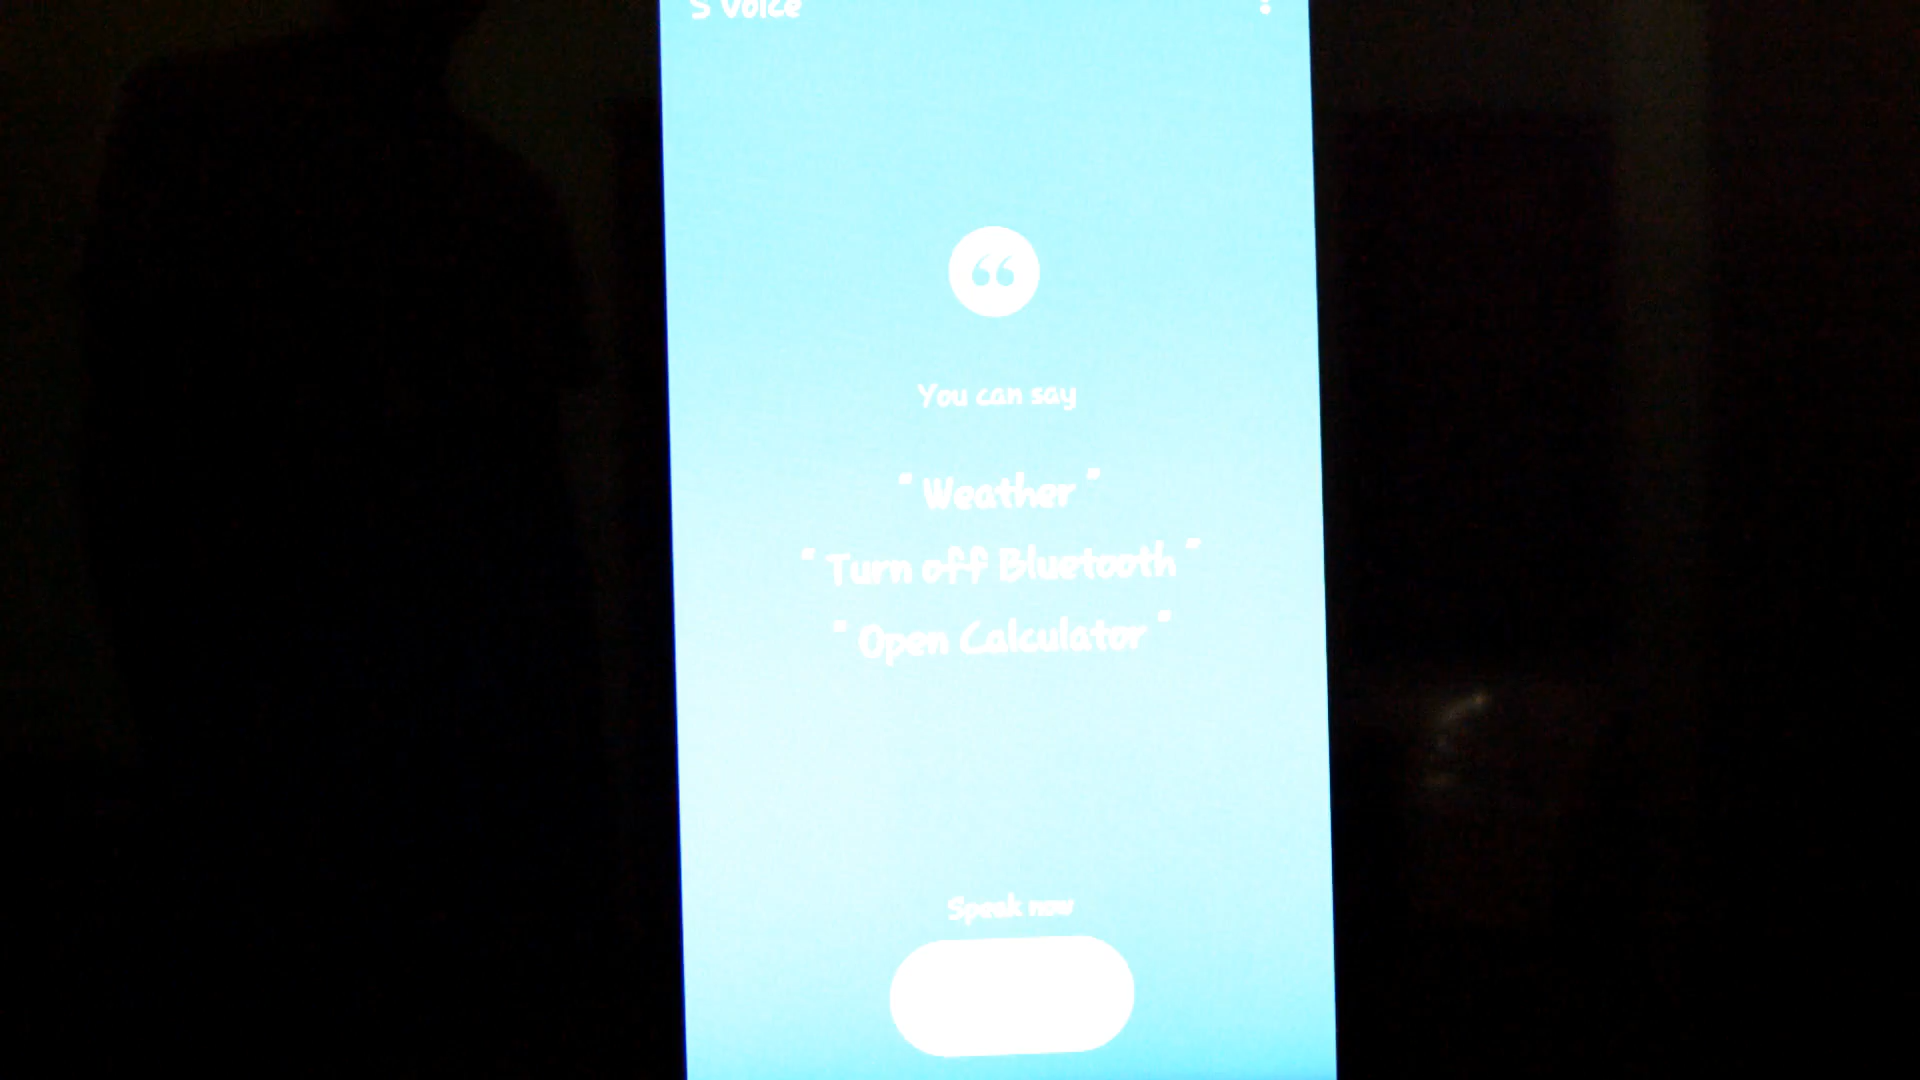 S Voice
You can say
" Weather "
" Turn off Bluetooth "
" Open Calculator "
Speak now